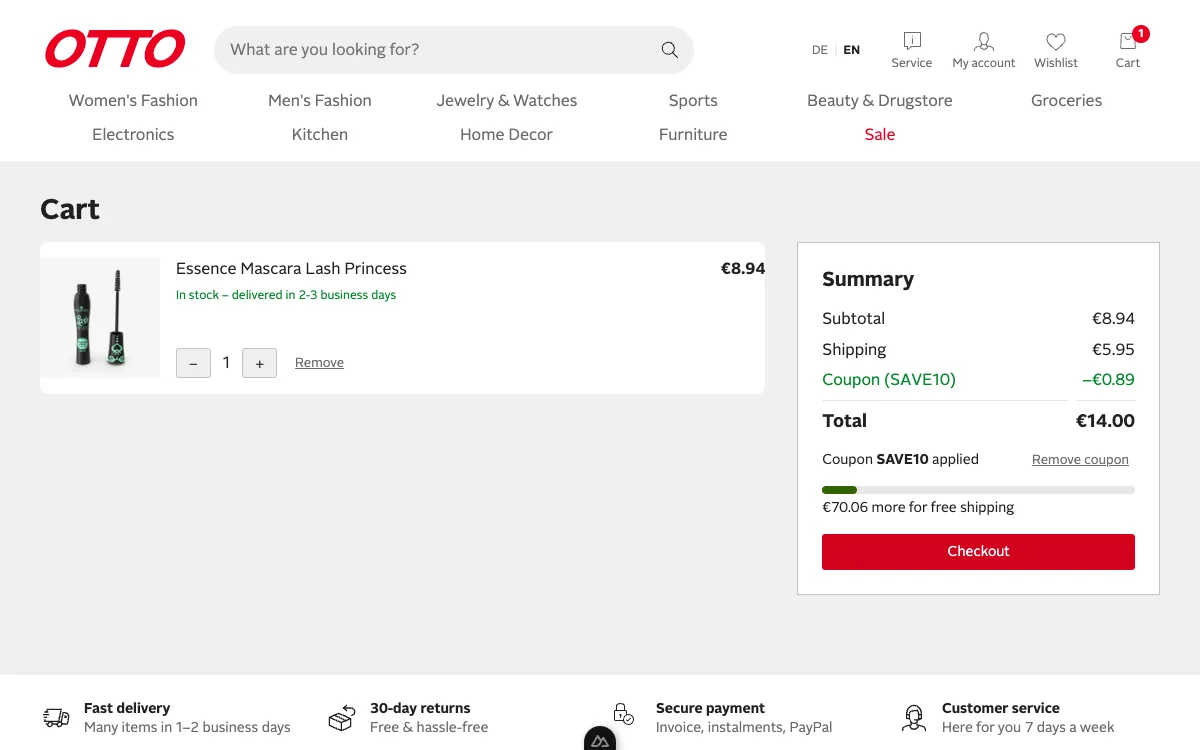 OTTO
What are you looking for?
DE | EN
Service
My account
Wishlist
1
Cart
Women's Fashion
Men's Fashion
Jewelry & Watches
Sports
Beauty & Drugstore
Groceries
Electronics
Kitchen
Home Decor
Furniture
Sale
Cart
Essence Mascara Lash Princess
€8.94
In stock – delivered in 2-3 business days
– 1 + Remove
Summary
Subtotal €8.94
Shipping €5.95
Coupon (SAVE10) –€0.89
Total €14.00
Coupon SAVE10 applied Remove coupon
€70.06 more for free shipping
Checkout
Fast delivery
Many items in 1–2 business days
30-day returns
Free & hassle-free
Secure payment
Invoice, instalments, PayPal
Customer service
Here for you 7 days a week